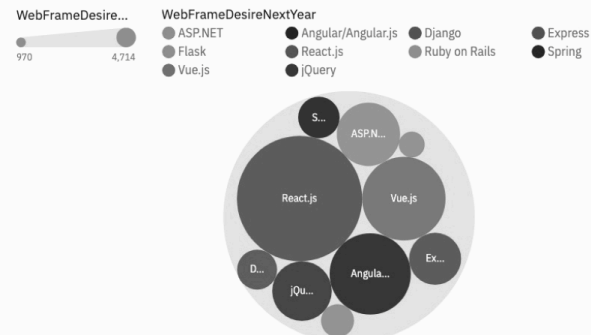 WebFrameDesire...
970 4,714
WebFrameDesireNextYear
ASP.NET Angular/Angular.js Django Express
Flask React.js Ruby on Rails Spring
Vue.js jQuery
S...
ASP.N...
React.js
Vue.js
Ex...
D...
Angula...
jQu...